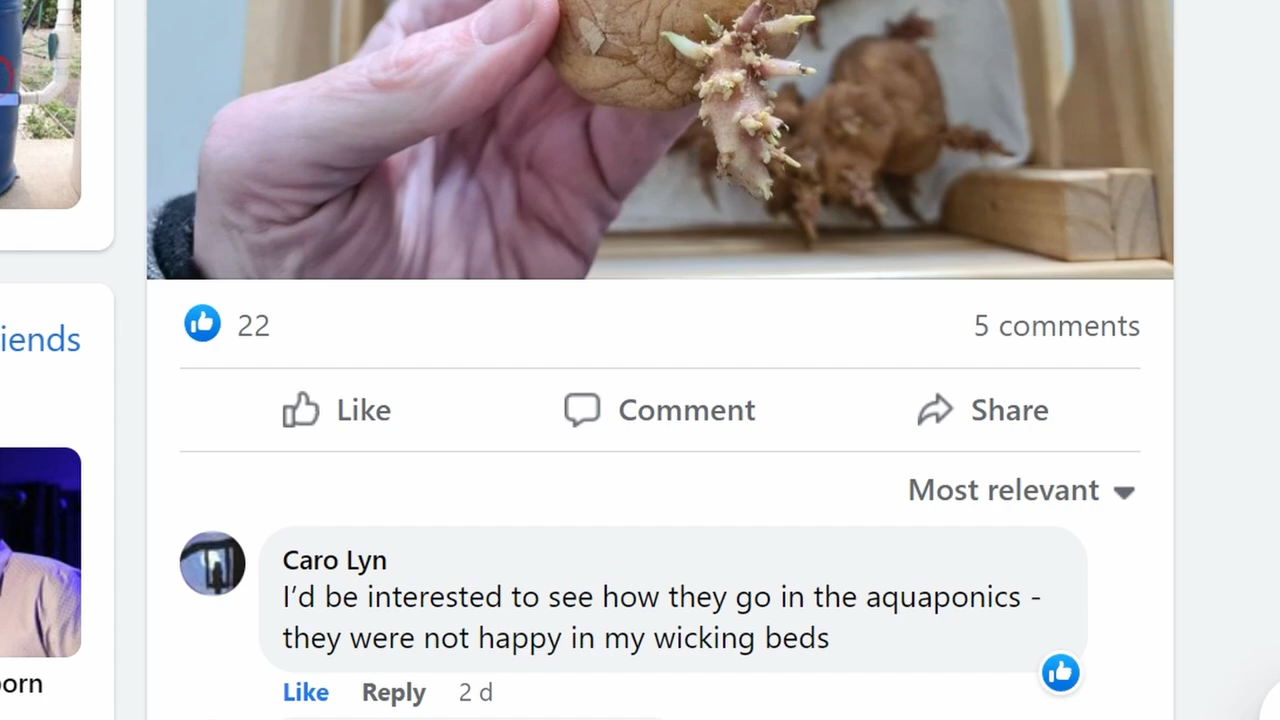 22
5 comments
Like
Comment
Share
iends
Most relevant
Caro Lyn
I'd be interested to see how they go in the aquaponics -
they were not happy in my wicking beds
Like Reply 2 d
orn